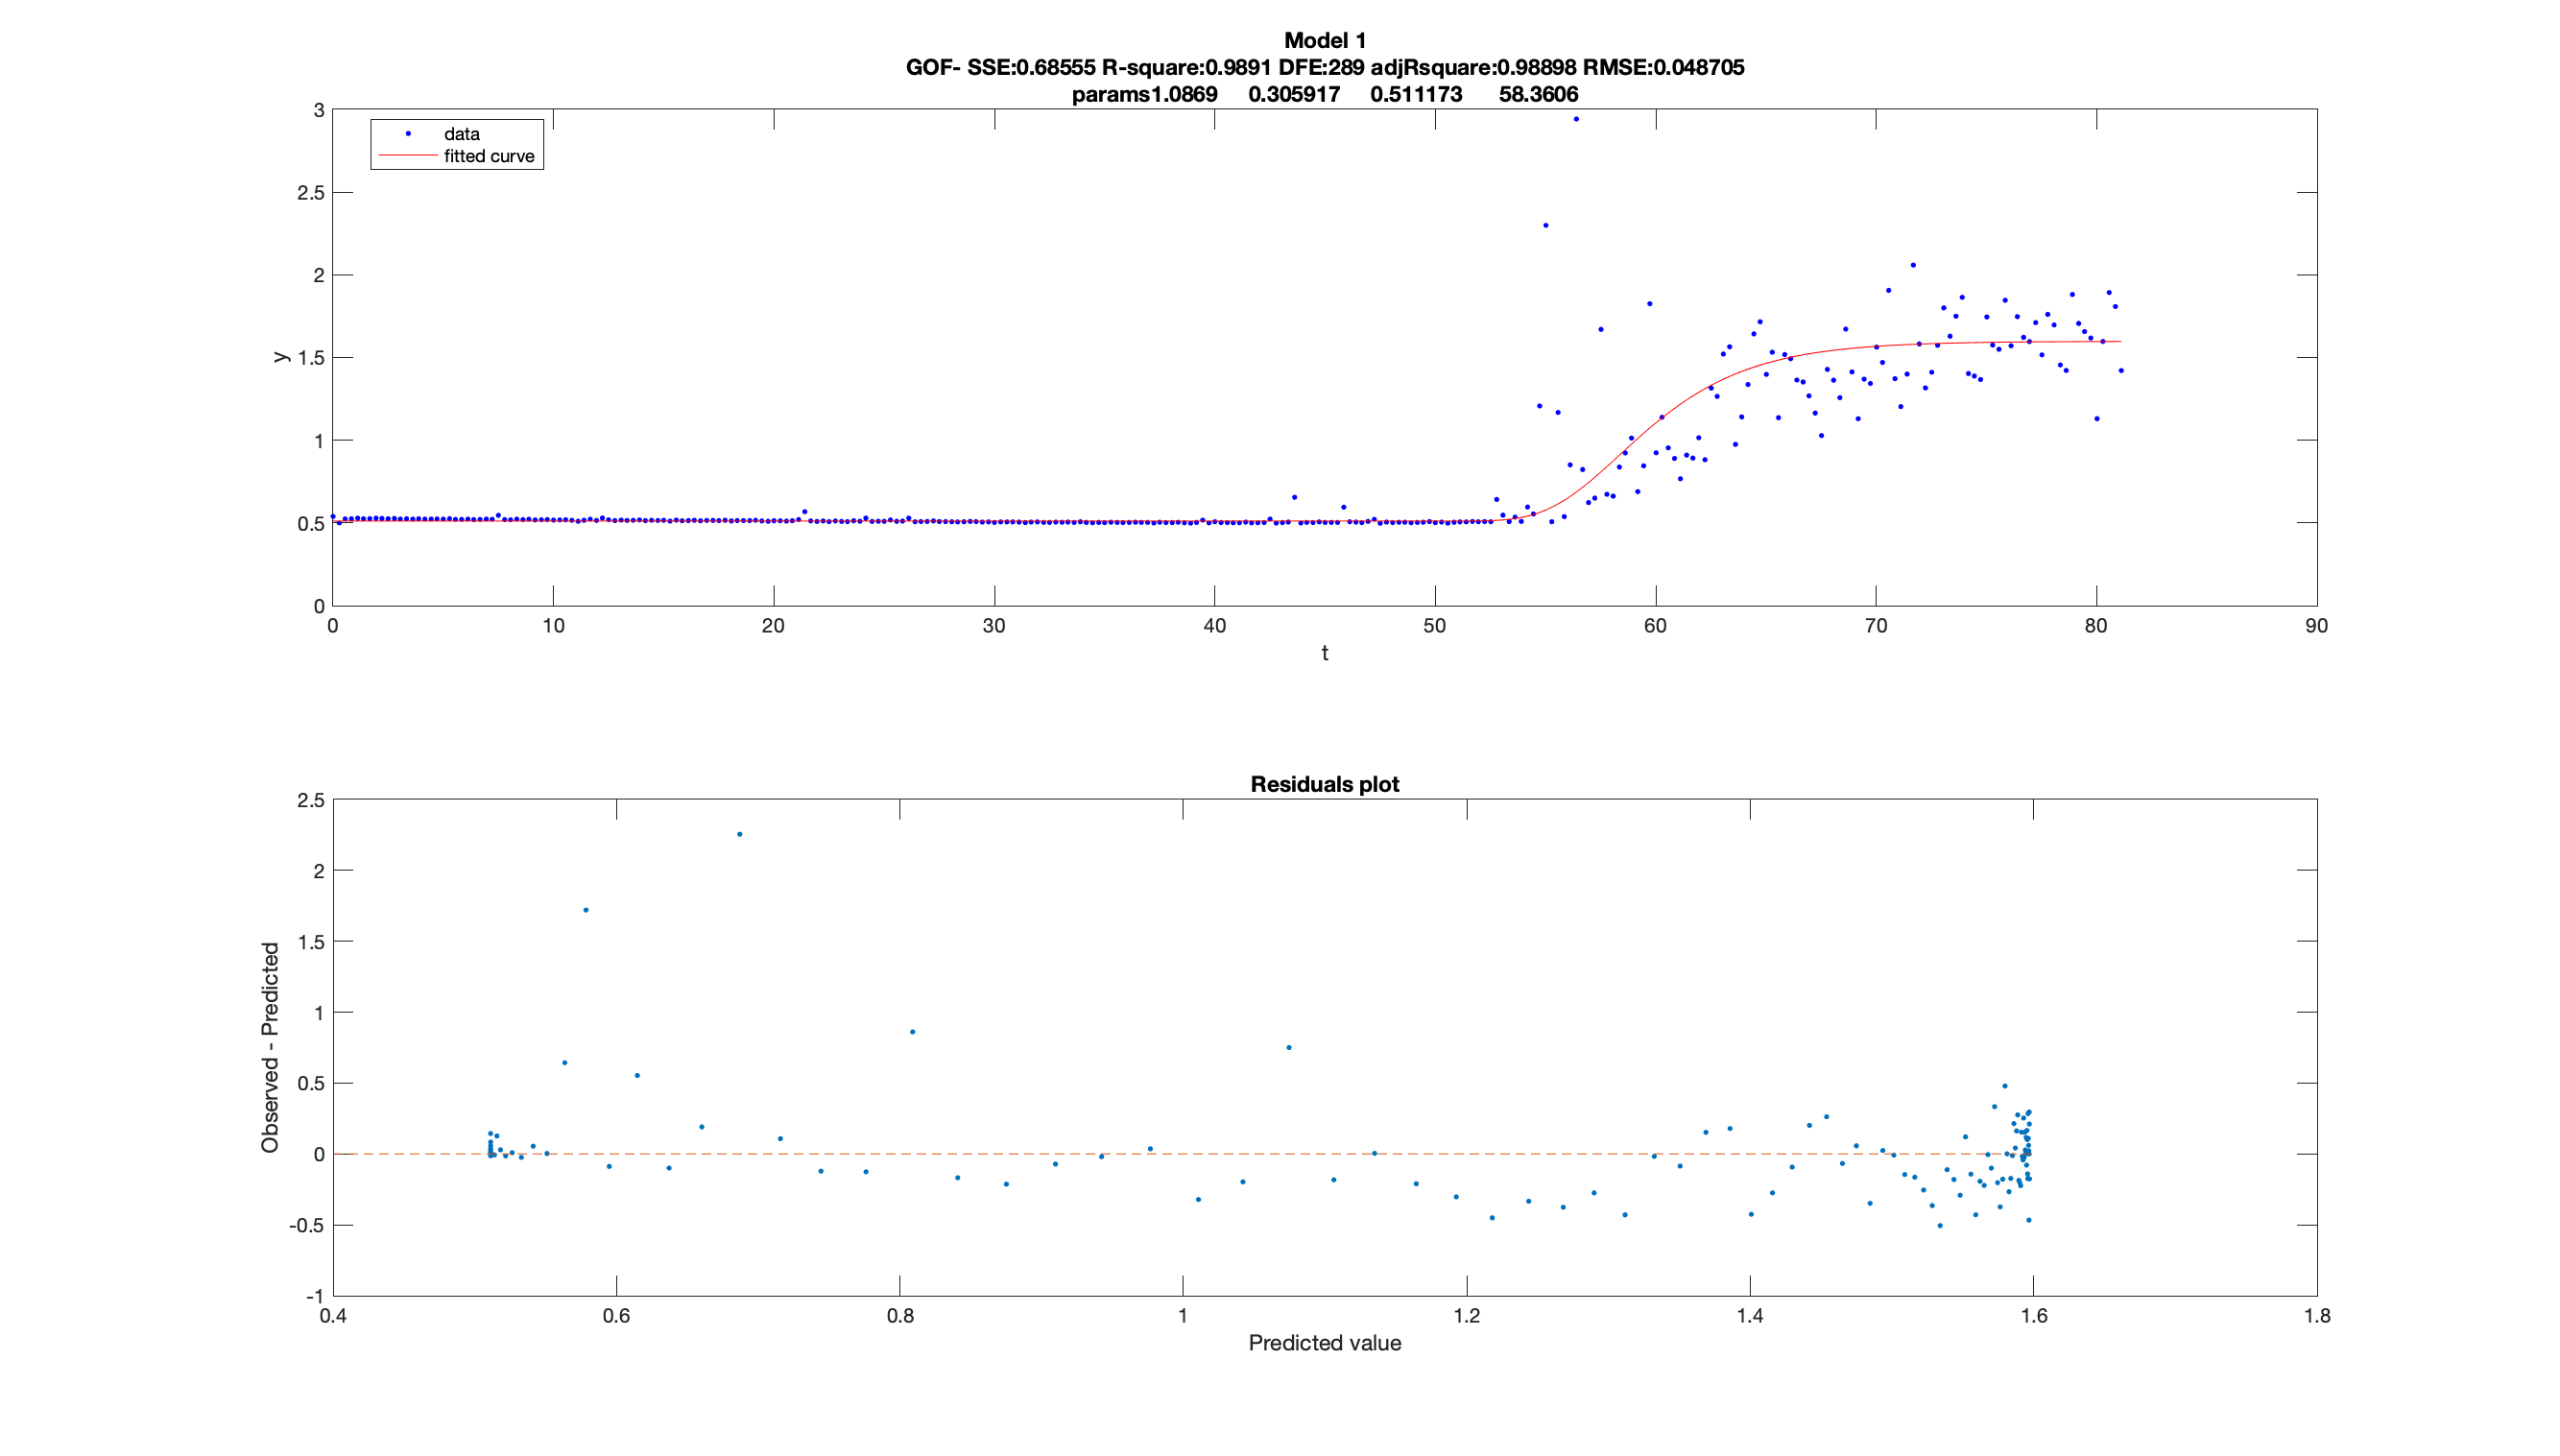 Model 1
GOF- SSE:0.68555 R-square:0.9891 DFE:289 adjRsquare:0.98898 RMSE:0.048705
params1.0869 0.305917 0.511173 58.3606
data
fitted curve
3
2.5
2
1.5
1
0.5
0
y
0 10 20 30 40 50 60 70 80 90
t
Residuals plot
2.5
2
1.5
1
0.5
0
-0.5
-1
Observed - Predicted
0.4 0.6 0.8 1 1.2 1.4 1.6 1.8
Predicted value